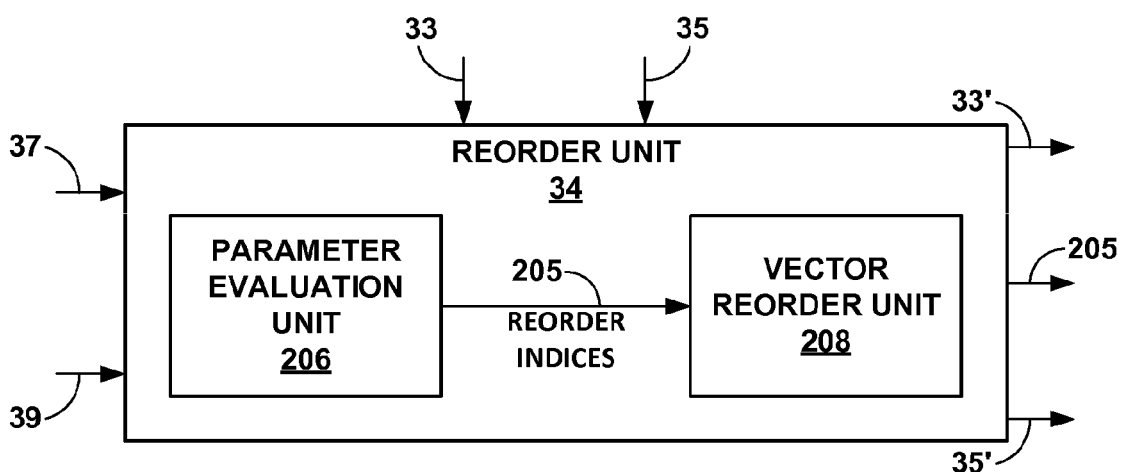 33
35
33'
37
REORDER UNIT
34
PARAMETER
EVALUATION
UNIT
206
205
REORDER
INDICES
VECTOR
REORDER UNIT
208
205
39
35'